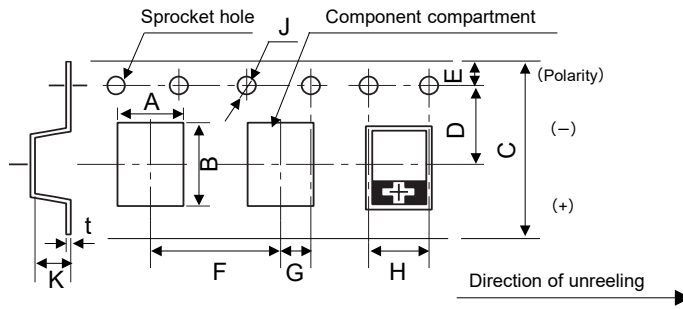 Sprocket hole
J
Component compartment
E
(Polarity)
A
D
C
(−)
B
(+)
t
K
F
G
H
Direction of unreeling